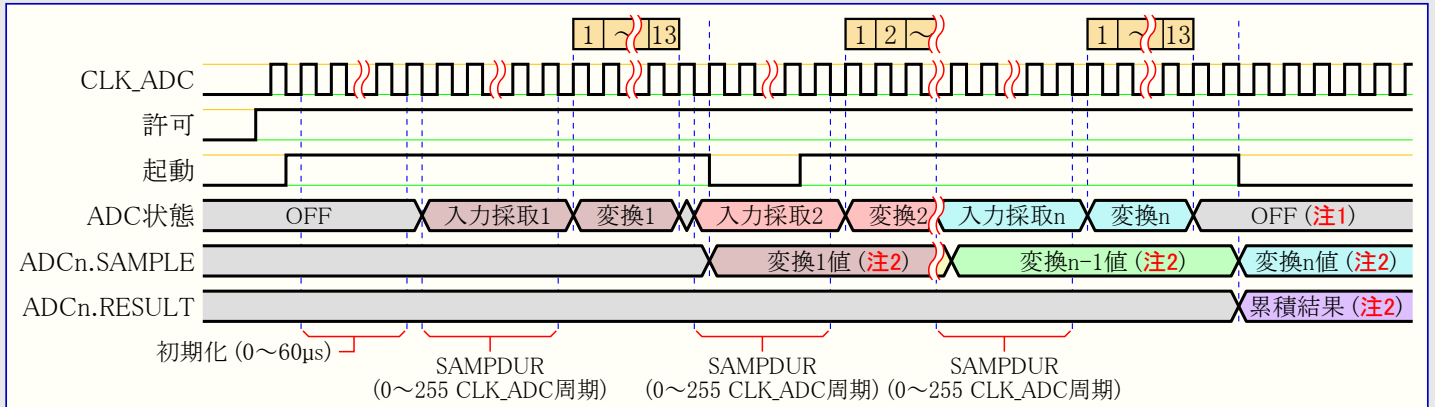 1 ～ 13 1 2 ～ 1 ～ 13
CLK_ADC
許可
起動
ADC状態 OFF 入力採取1 変換1 入力採取2 変換2 入力採取n 変換n OFF (注1)
ADCn.SAMPLE 変換1値 (注2) 変換n-1値 (注2) 変換n値 (注2)
ADCn.RESULT 累積結果 (注2)
初期化 (0～60µs)
SAMPDUR SAMPDUR SAMPDUR
(0～255 CLK_ADC周期) (0～255 CLK_ADC周期) (0～255 CLK_ADC周期)